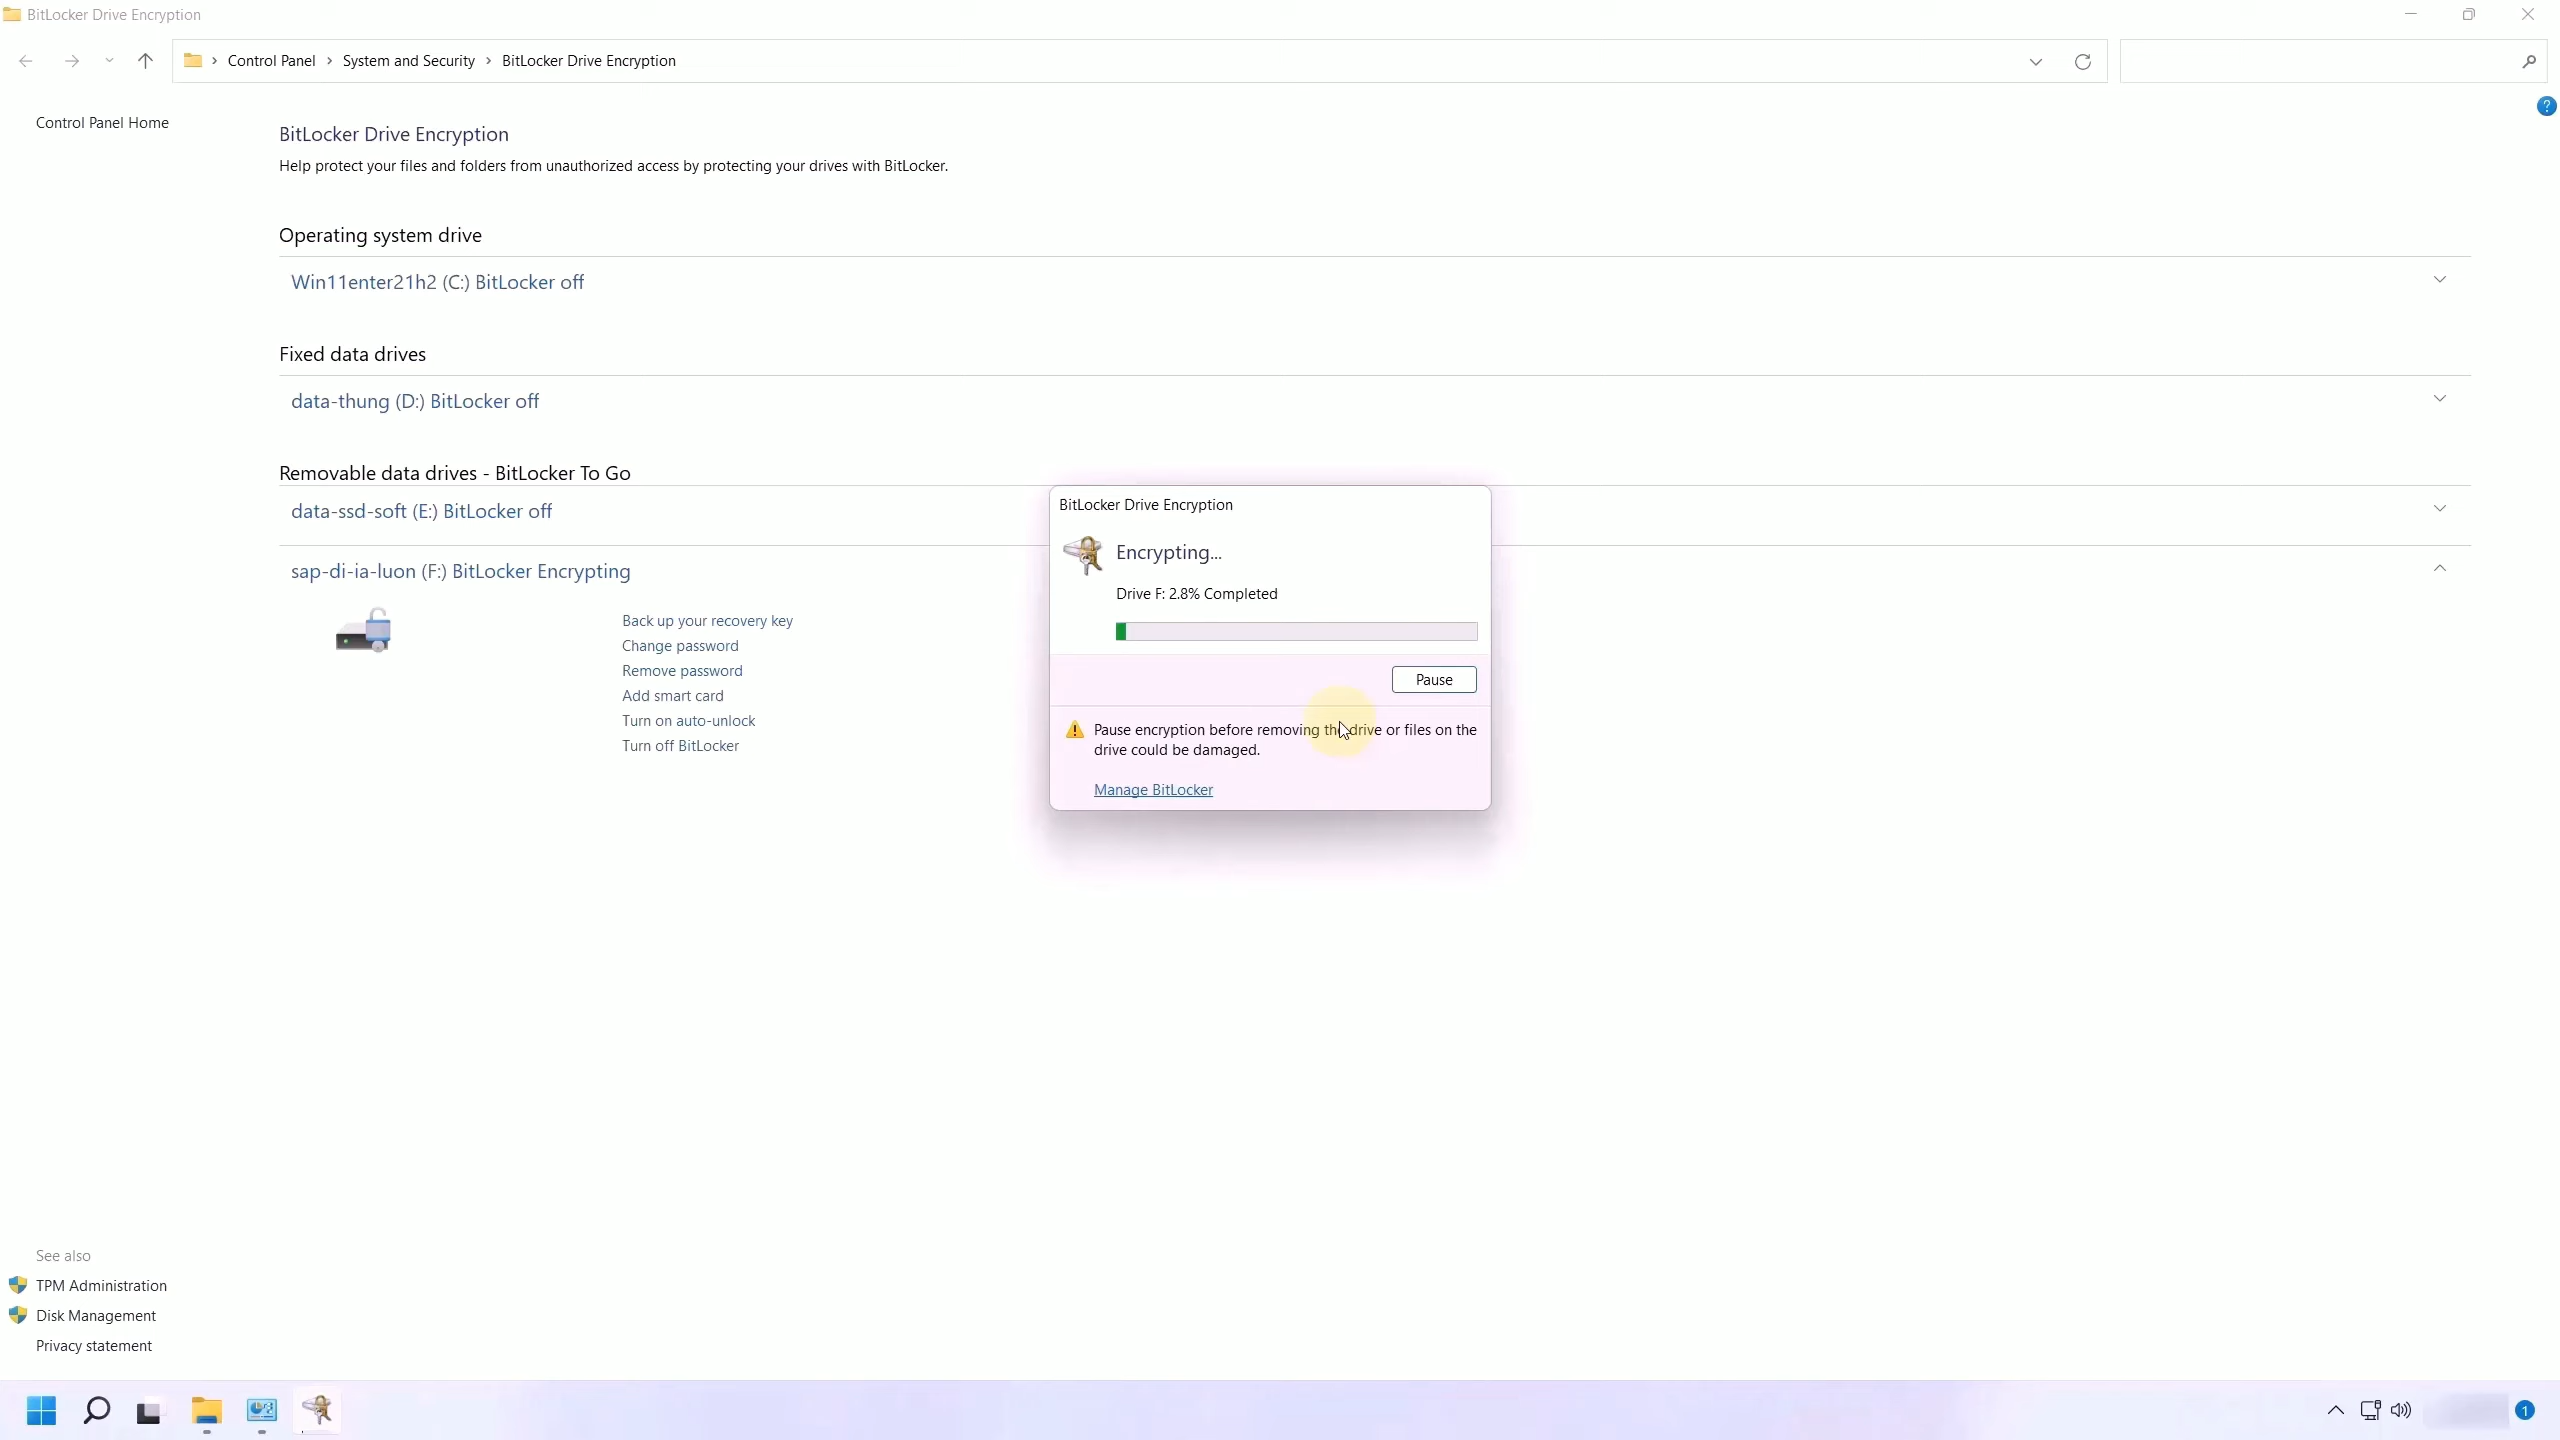 BitLocker Drive Encryption
Control Panel > System and Security > BitLocker Drive Encryption
Control Panel Home
BitLocker Drive Encryption
Help protect your files and folders from unauthorized access by protecting your drives with BitLocker.
Operating system drive
Win11enter21h2 (C:) BitLocker off
Fixed data drives
data-thung (D:) BitLocker off
Removable data drives - BitLocker To Go
data-ssd-soft (E:) BitLocker off
sap-di-ia-luon (F:) BitLocker Encrypting
Back up your recovery key
Change password
Remove password
Add smart card
Turn on auto-unlock
Turn off BitLocker
BitLocker Drive Encryption
Encrypting...
Drive F: 2.8% Completed
Pause
Pause encryption before removing the drive or files on the
drive could be damaged.
Manage BitLocker
See also
TPM Administration
Disk Management
Privacy statement
1